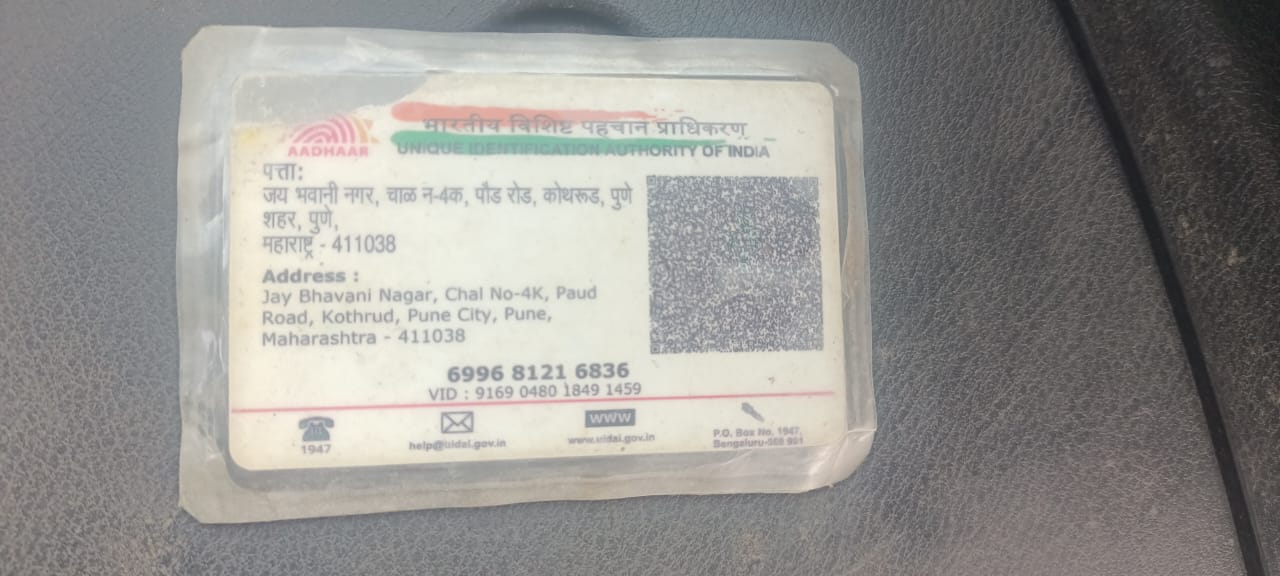 AADHAAR
भारतीय विशिष्ट पहचान प्राधिकरण
UNIQUE IDENTIFICATION AUTHORITY OF INDIA
पत्ता:
जय भवानी नगर, चाळ न-4क, पौड रोड, कोथरूड, पुणे
शहर, पुणे,
महाराष्ट्र - 411038
Address :
Jay Bhavani Nagar, Chal No-4K, Paud
Road, Kothrud, Pune City, Pune,
Maharashtra - 411038
6996 8121 6836
VID : 9169 0480 1849 1459
1947
help@uidai.gov.in
WWW
www.uidai.gov.in
P.O. Box No. 1947,
Bengaluru-560 001